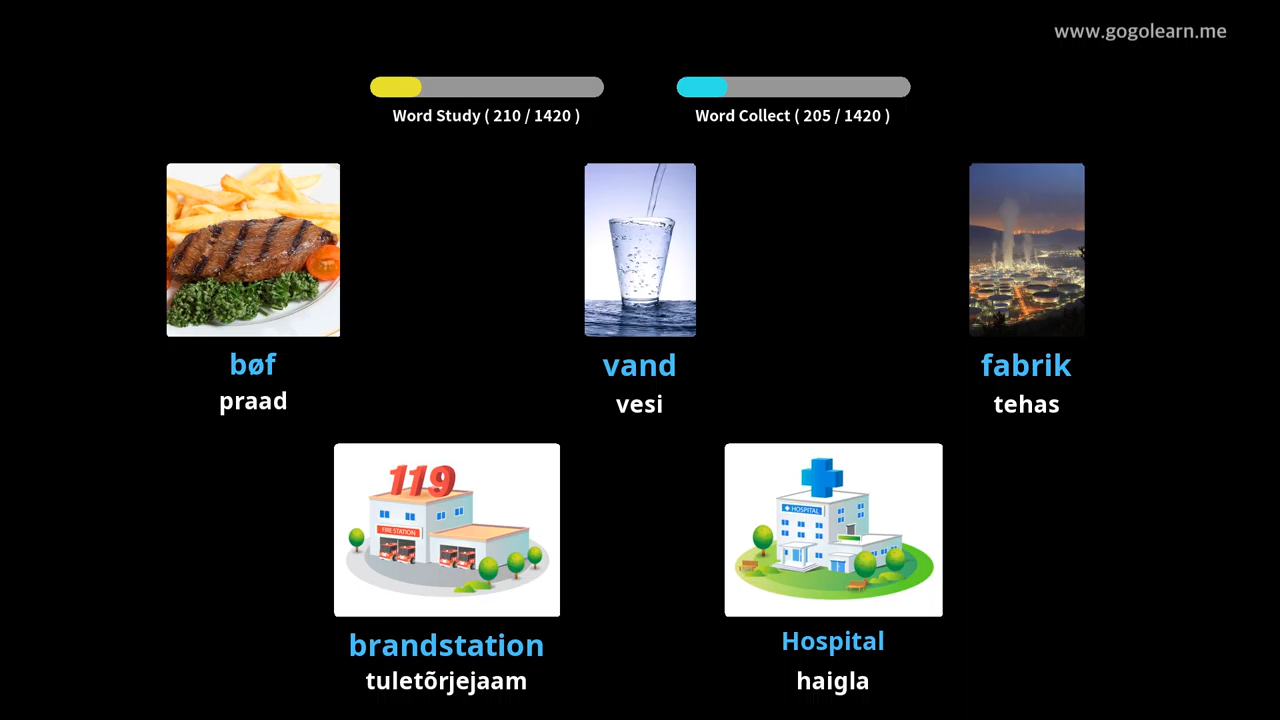 www.gogolearn.me
Word Study ( 210 / 1420 )
Word Collect ( 205 / 1420 )
bøf
praad
vand
vesi
fabrik
tehas
119
FIRE STATION
brandstation
tuletõrjejaam
HOSPITAL
Hospital
haigla